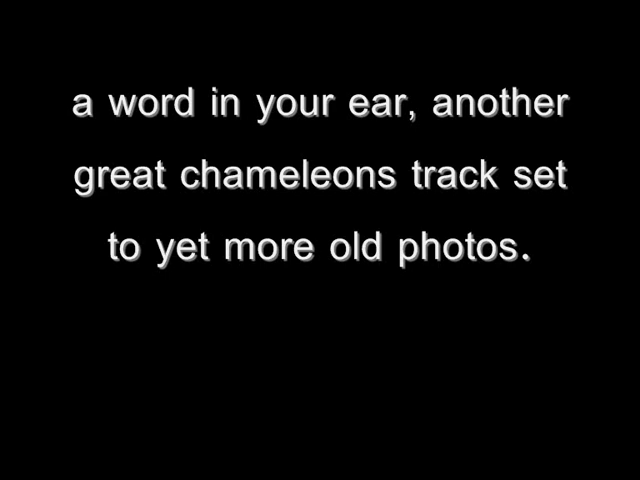 a word in your ear, another
great chameleons track set
to yet more old photos.